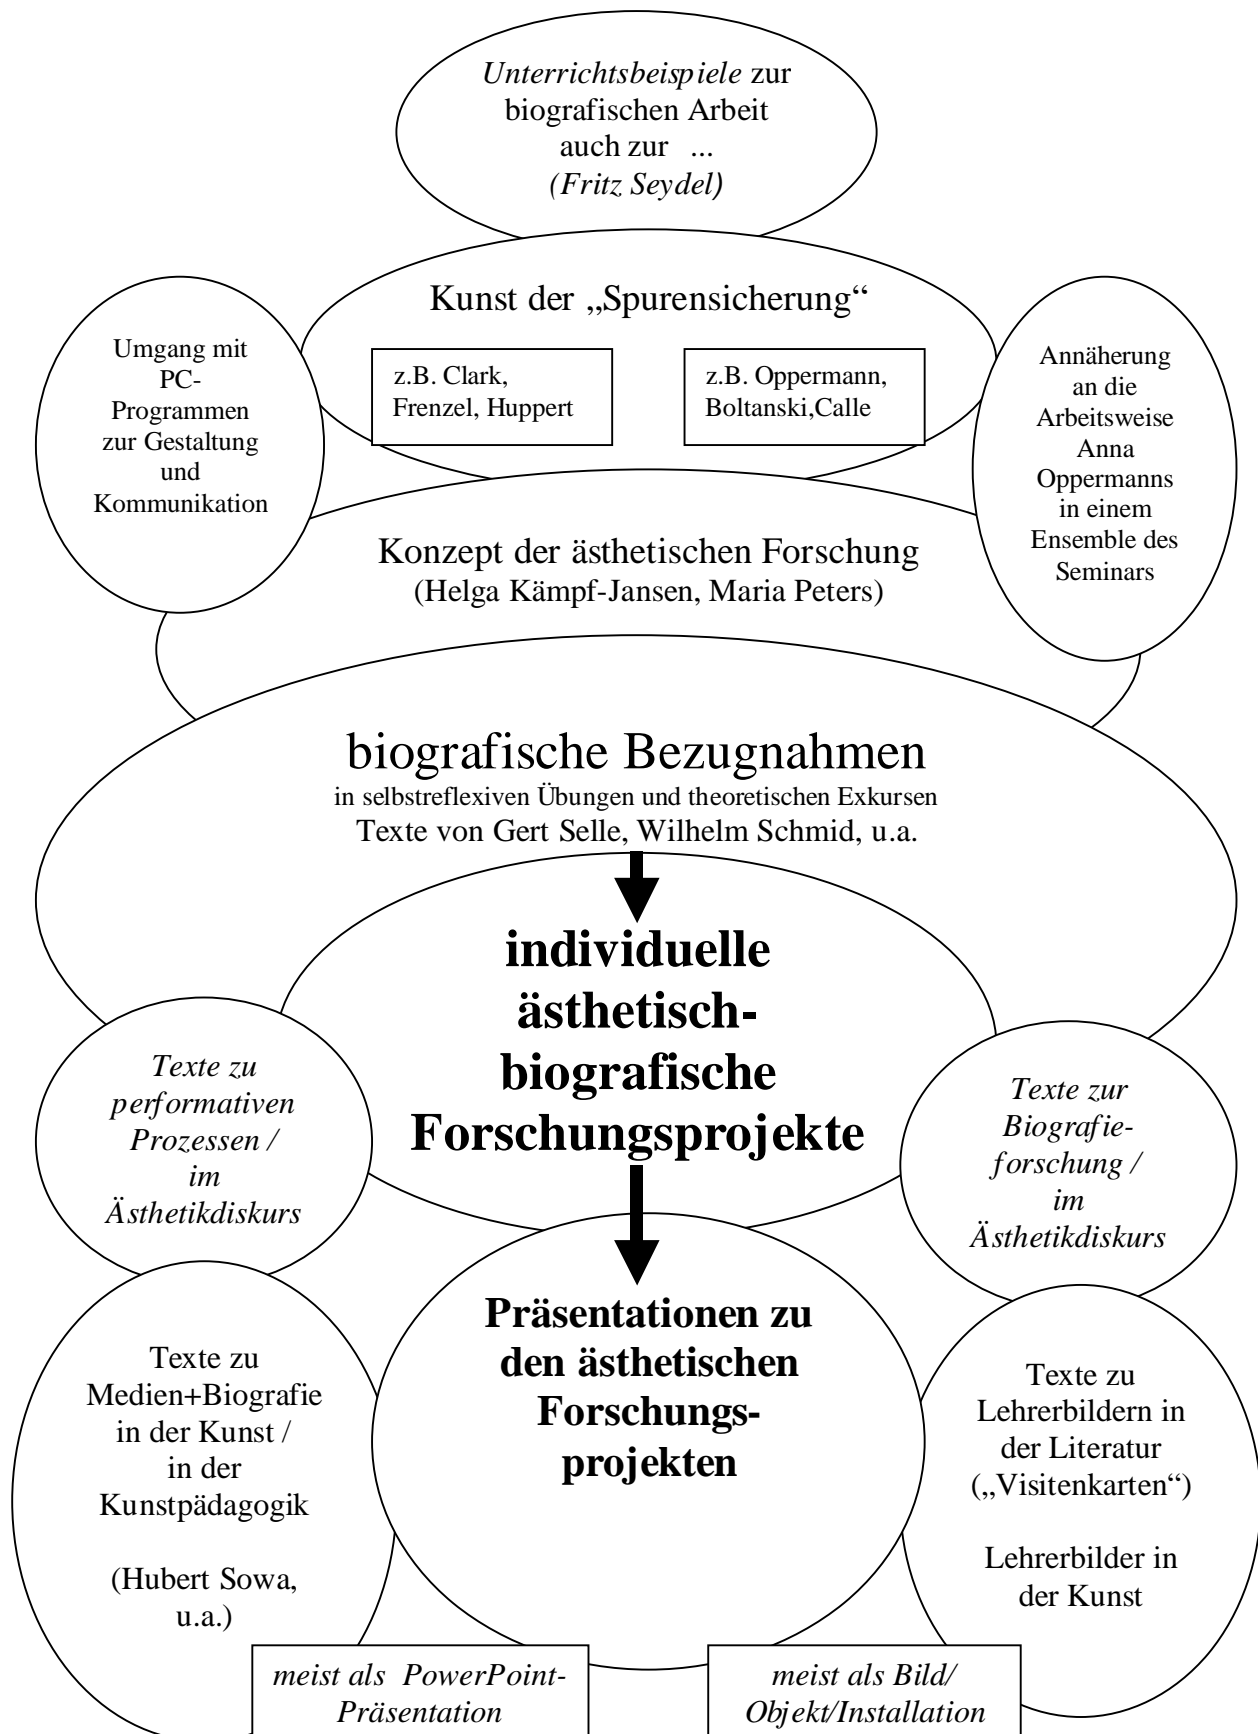 Unterrichtsbeispiele zur
biografischen Arbeit
auch zur ...
(Fritz Seydel)
Kunst der „Spurensicherung“
z.B. Clark,
Frenzel, Huppert
z.B. Oppermann,
Boltanski,Calle
Umgang mit
PC-
Programmen
zur Gestaltung
und
Kommunikation
Annäherung
an die
Arbeitsweise
Anna
Oppermanns
in einem
Ensemble des
Seminars
Konzept der ästhetischen Forschung
(Helga Kämpf-Jansen, Maria Peters)
biografische Bezugnahmen
in selbstreflexiven Übungen und theoretischen Exkursen
Texte von Gert Selle, Wilhelm Schmid, u.a.
individuelle
ästhetisch-
biografische
Forschungsprojekte
Texte zu
performativen
Prozessen /
im
Ästhetikdiskurs
Texte zur
Biografie-
forschung /
im
Ästhetikdiskurs
Präsentationen zu
den ästhetischen
Forschungs-
projekten
Texte zu
Medien+Biografie
in der Kunst /
in der
Kunstpädagogik
(Hubert Sowa,
u.a.)
Texte zu
Lehrerbildern in
der Literatur
(„Visitenkarten“)
Lehrerbilder in
der Kunst
meist als PowerPoint-
Präsentation
meist als Bild/
Objekt/Installation